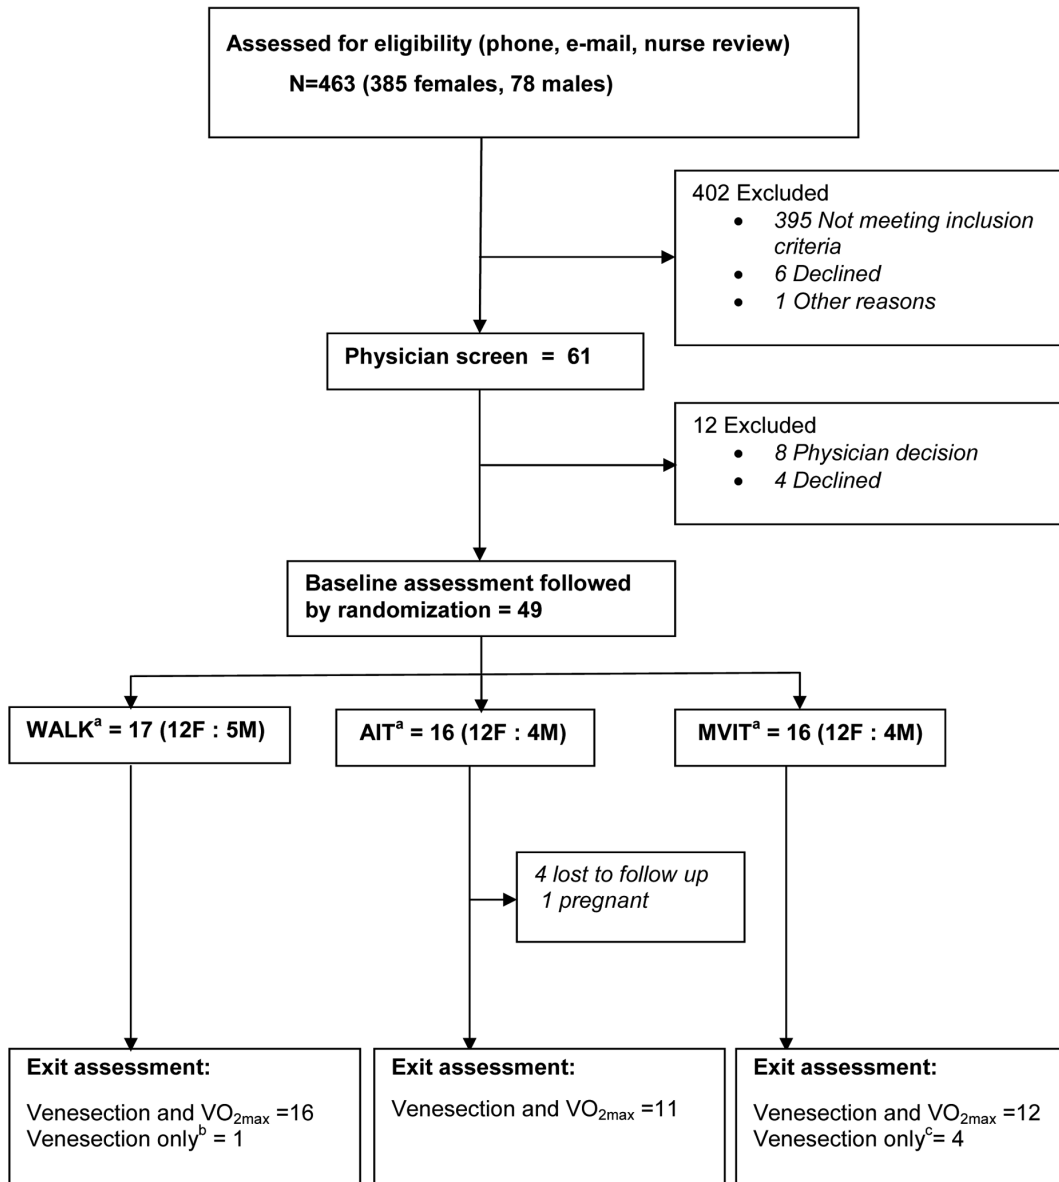 Assessed for eligibility (phone, e-mail, nurse review)
N=463 (385 females, 78 males)
402 Excluded
• 395 Not meeting inclusion
criteria
• 6 Declined
• 1 Other reasons
Physician screen = 61
12 Excluded
• 8 Physician decision
• 4 Declined
Baseline assessment followed
by randomization = 49
WALKᵃ = 17 (12F : 5M)
AITᵃ = 16 (12F : 4M)
MVITᵃ = 16 (12F : 4M)
4 lost to follow up
1 pregnant
Exit assessment:
Venesection and VO₂max =16
Venesection onlyᵇ = 1
Exit assessment:
Venesection and VO₂max =11
Exit assessment:
Venesection and VO₂max =12
Venesection onlyᶜ= 4